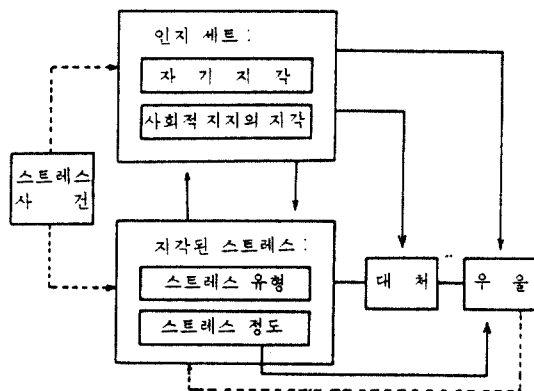 인지 세트 :
자 기 지 각
사회적 지지의 지각
스트레스
사 건
지각된 스트레스 :
스트레스 유형
스트레스 정도
대 처
우 울